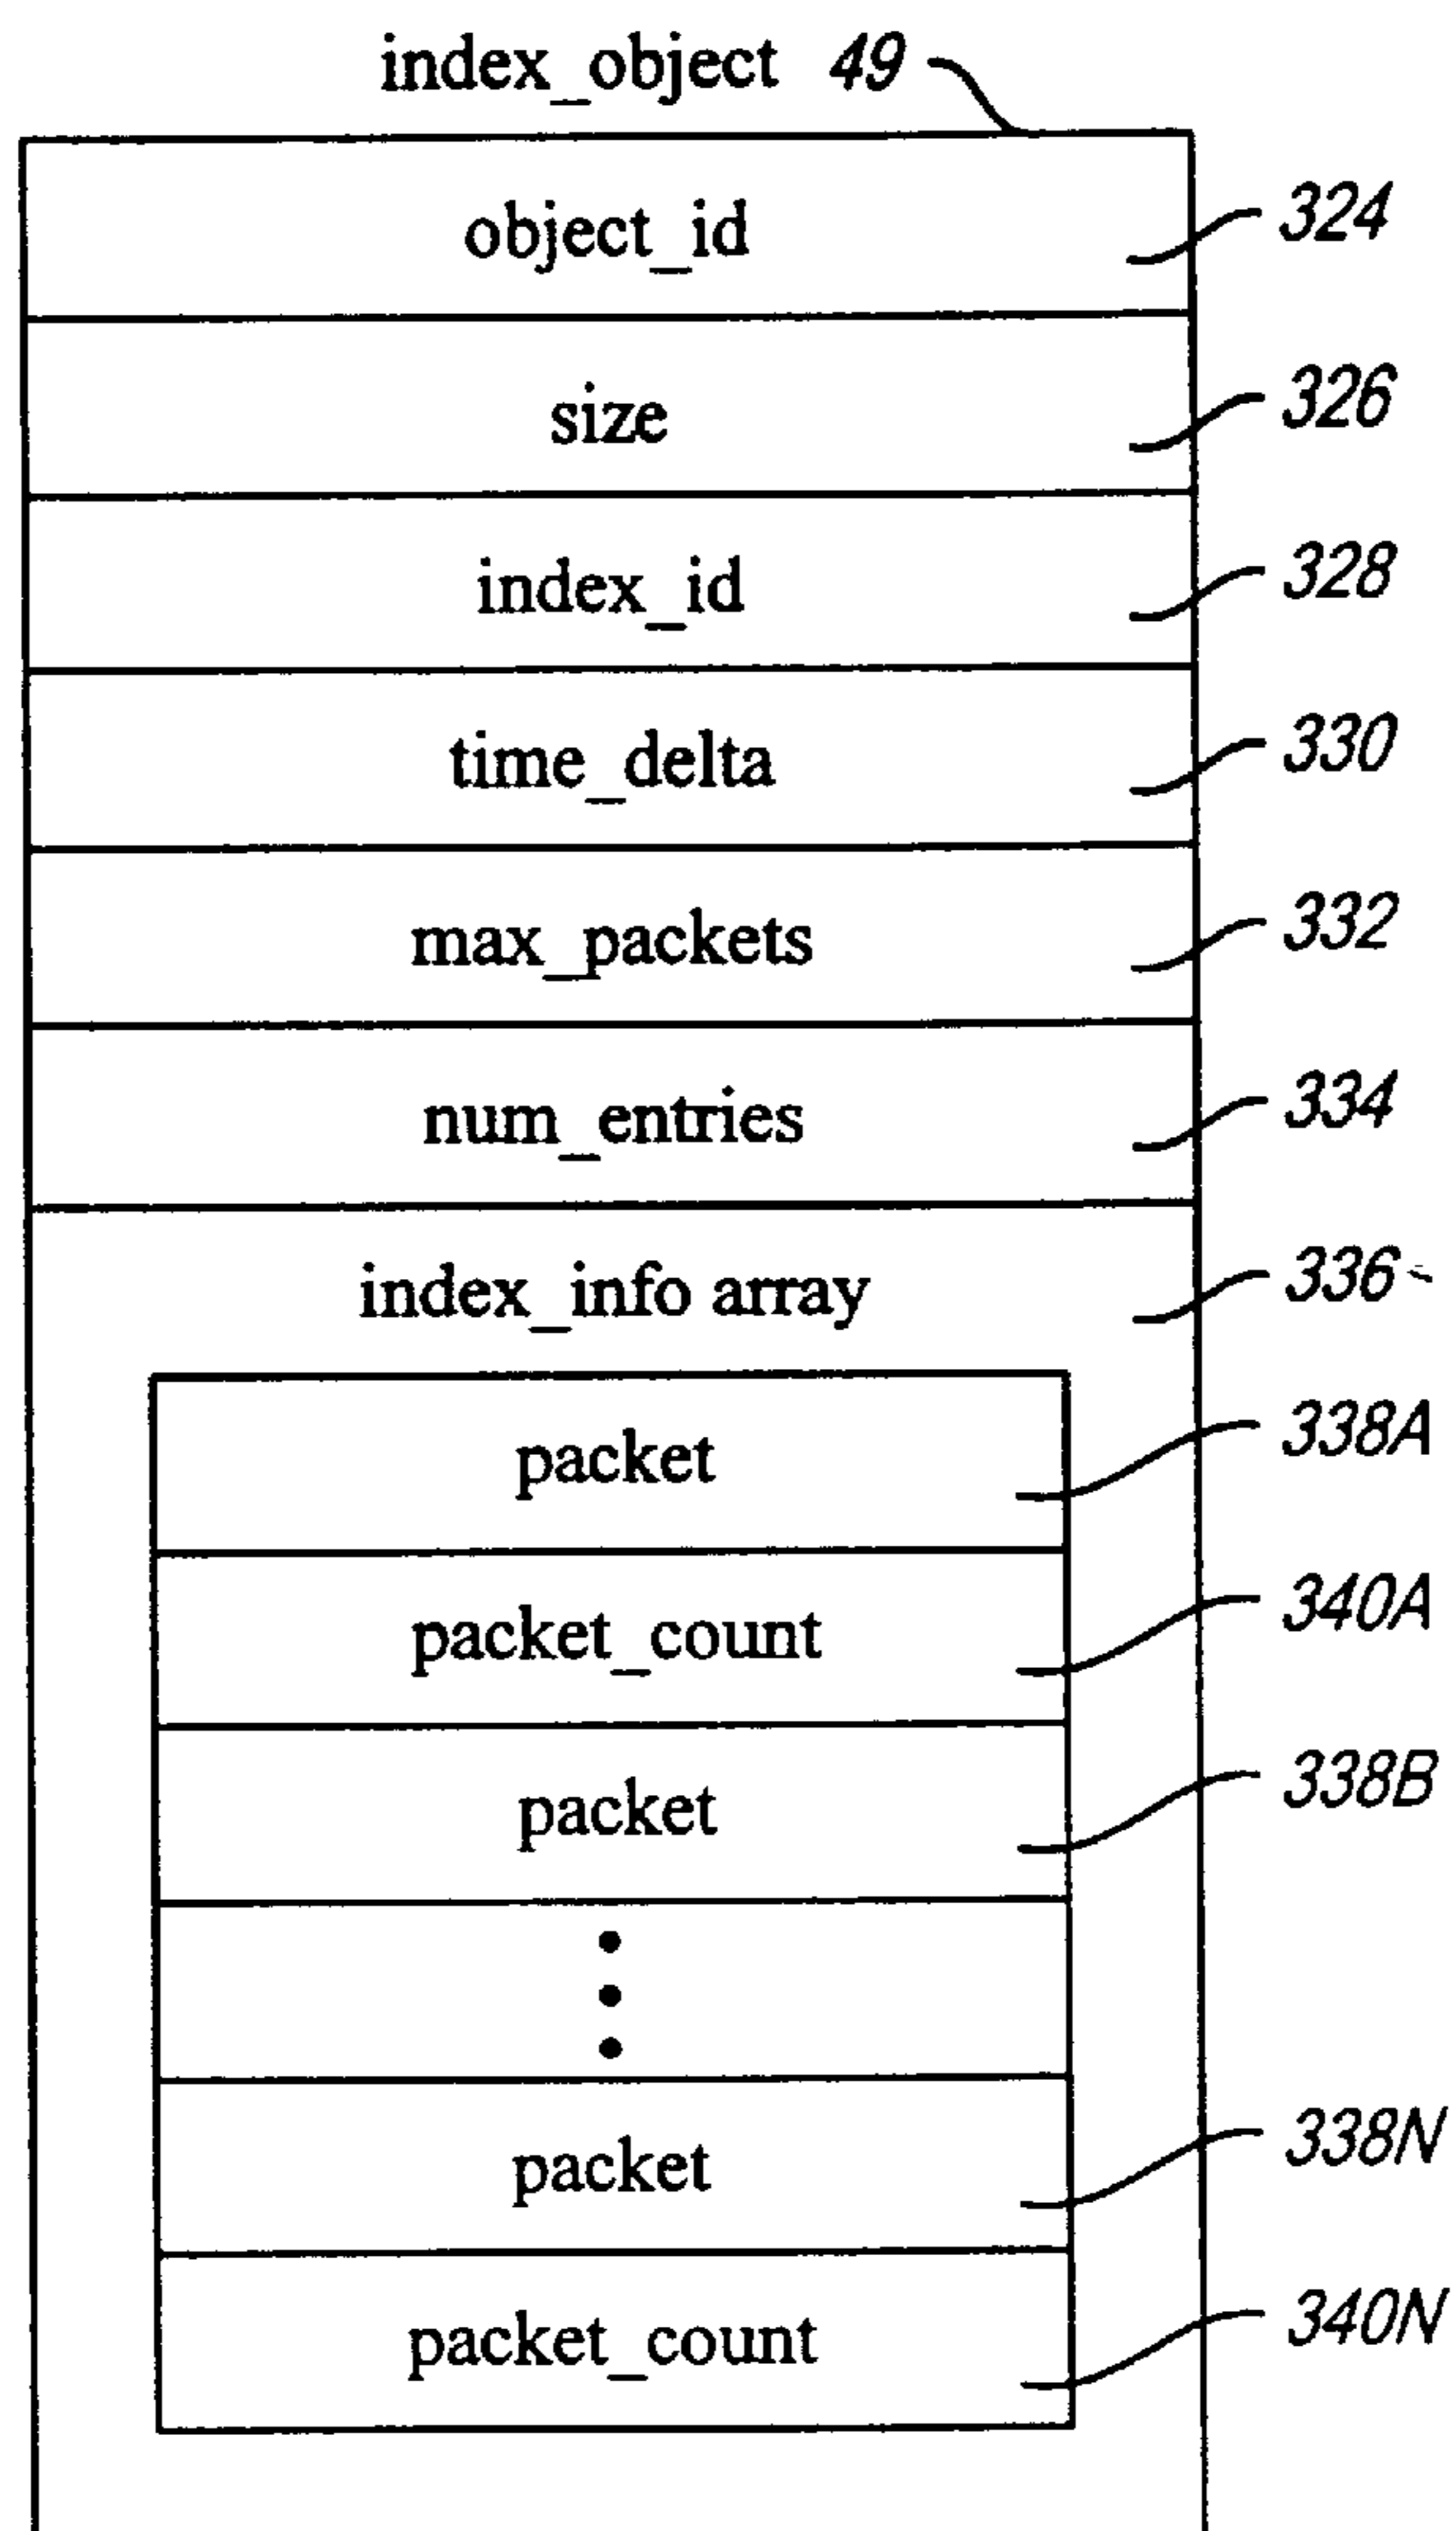 index_object 49
object_id 324
size 326
index_id 328
time_delta 330
max_packets 332
num_entries 334
index_info array 336
packet 338A
packet_count 340A
packet 338B
packet 338N
packet_count 340N